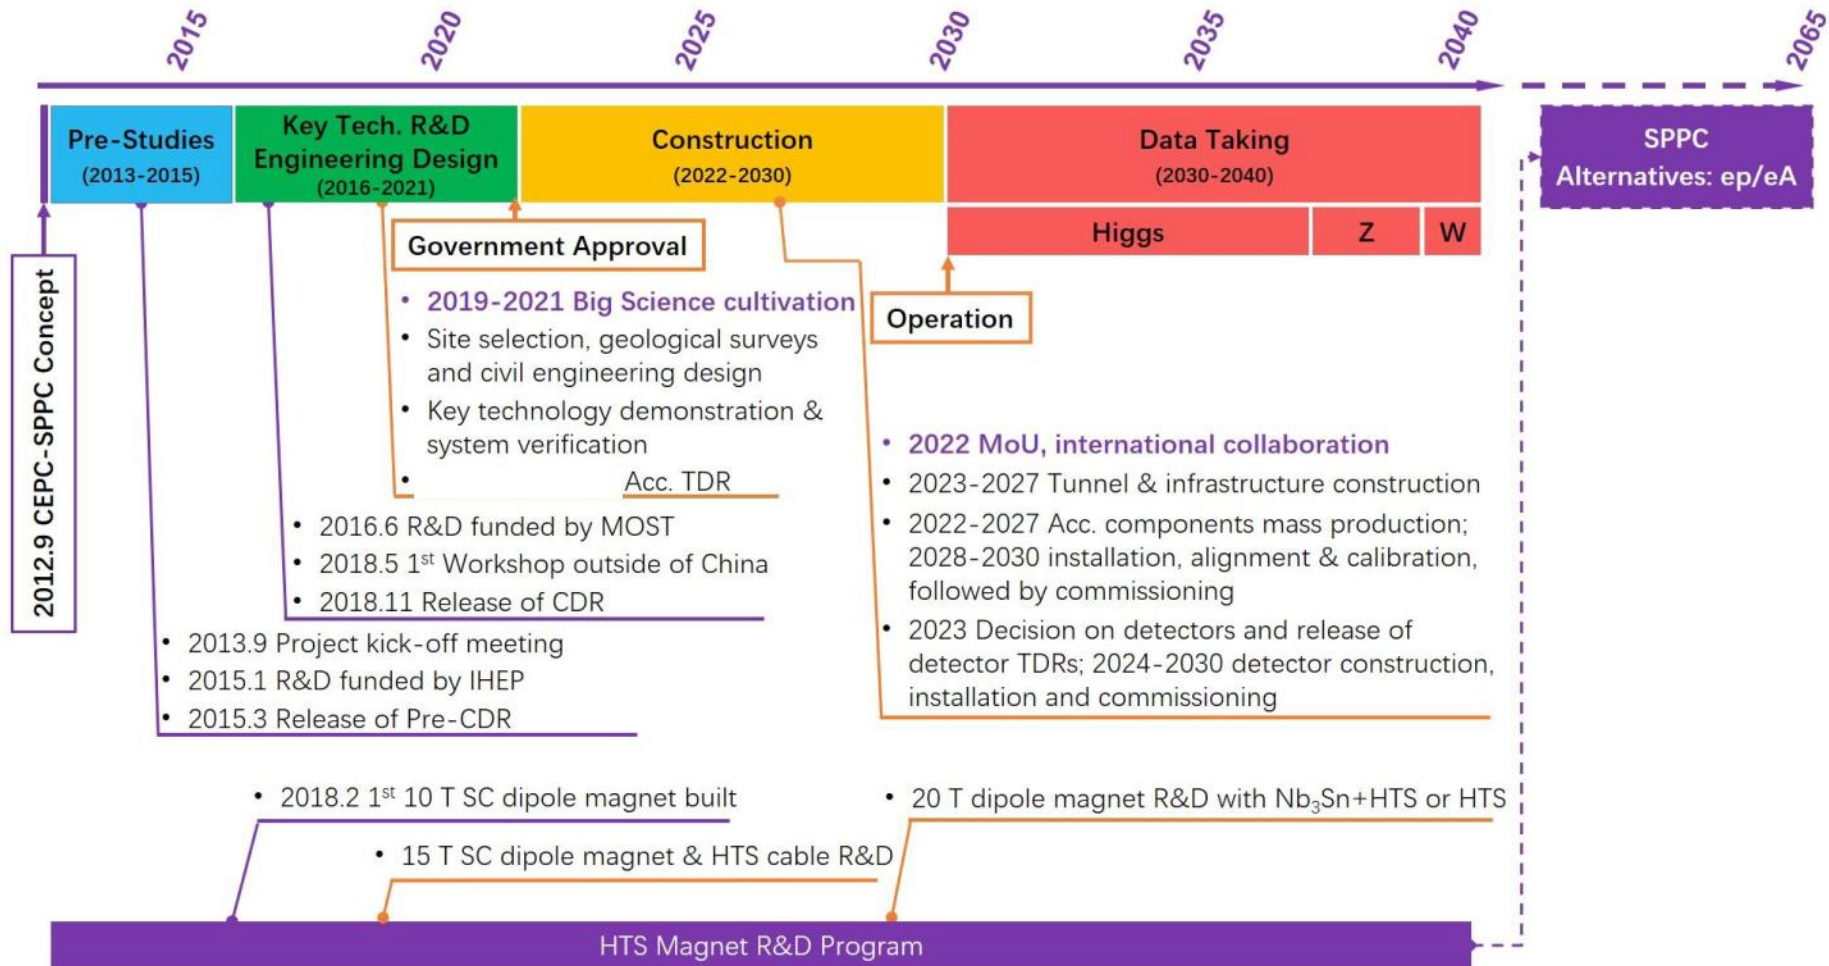 2015
2020
2025
2030
2035
2040
2065
Pre-Studies
(2013-2015)
Key Tech. R&D
Engineering Design
(2016-2021)
Construction
(2022-2030)
Data Taking
(2030-2040)
SPPC
Alternatives: ep/eA
Higgs
Z
W
2012.9 CEPC-SPPC Concept
Government Approval
Operation
• 2019-2021 Big Science cultivation
• Site selection, geological surveys
and civil engineering design
• Key technology demonstration &
system verification
• Acc. TDR
• 2016.6 R&D funded by MOST
• 2018.5 1st Workshop outside of China
• 2018.11 Release of CDR
• 2013.9 Project kick-off meeting
• 2015.1 R&D funded by IHEP
• 2015.3 Release of Pre-CDR
• 2022 MoU, international collaboration
• 2023-2027 Tunnel & infrastructure construction
• 2022-2027 Acc. components mass production;
2028-2030 installation, alignment & calibration,
followed by commissioning
• 2023 Decision on detectors and release of
detector TDRs; 2024-2030 detector construction,
installation and commissioning
• 2018.2 1st 10 T SC dipole magnet built
• 15 T SC dipole magnet & HTS cable R&D
• 20 T dipole magnet R&D with Nb₃Sn+HTS or HTS
HTS Magnet R&D Program